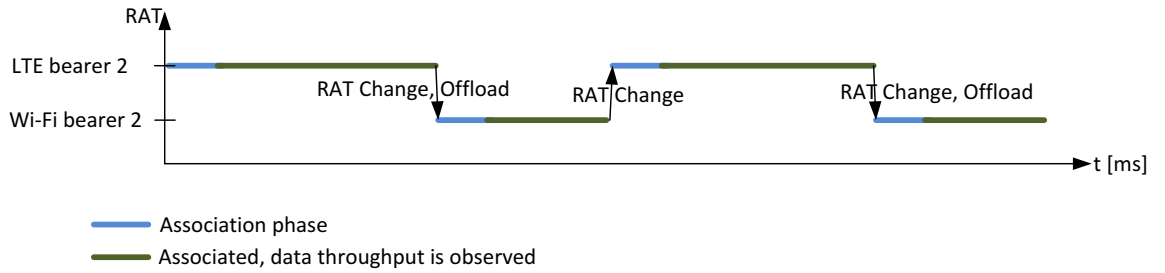 RAT
LTE bearer 2
RAT Change, Offload
RAT Change
RAT Change, Offload
Wi-Fi bearer 2
t [ms]
Association phase
Associated, data throughput is observed